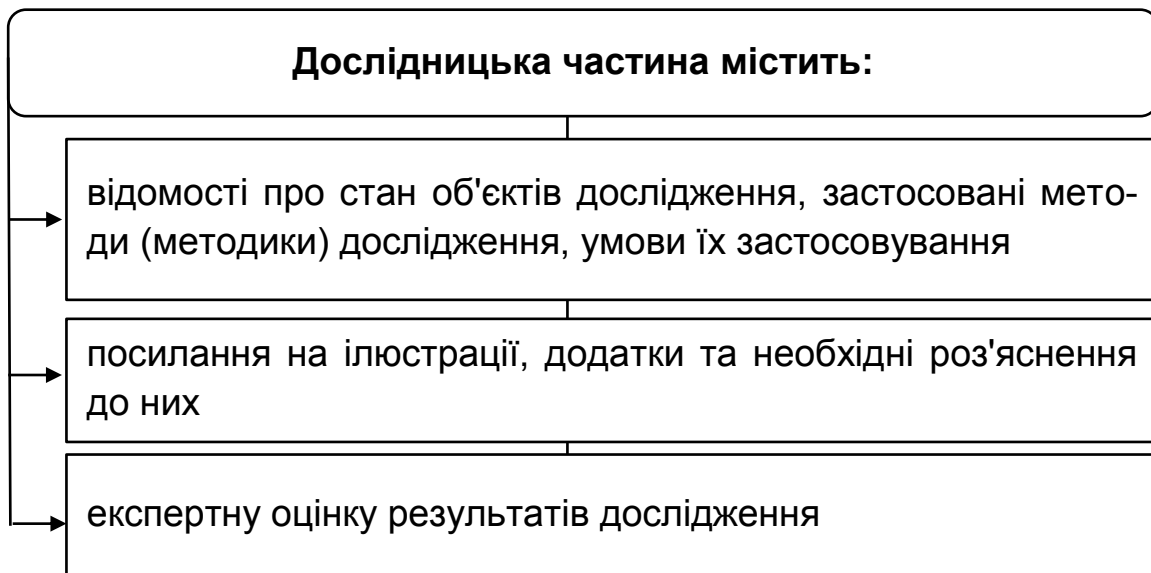 Дослідницька частина містить:
відомості про стан об'єктів дослідження, застосовані мето-
ди (методики) дослідження, умови їх застосовування
посилання на ілюстрації, додатки та необхідні роз'яснення
до них
експертну оцінку результатів дослідження